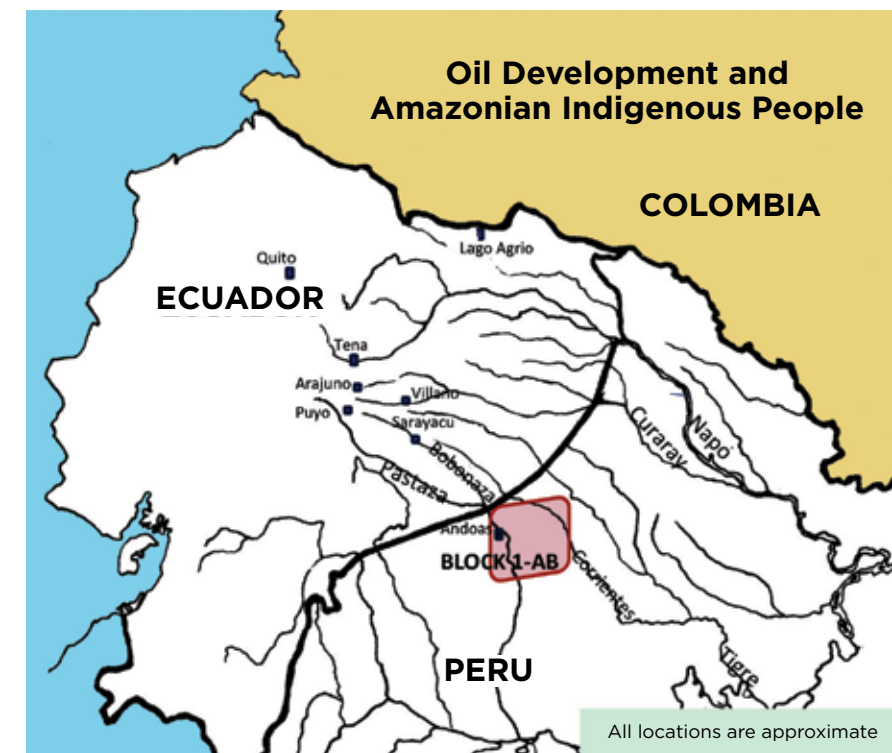 Oil Development and
Amazonian Indigenous People
COLOMBIA
Lago Agrio
Quito
ECUADOR
Tena
Arajuno
Villano
Puyo
Sarayacu
Bobonaza
Pastaza
Curaray
Napo
Andoas
BLOCK 1-AB
Corrientes
PERU
Tigre
All locations are approximate